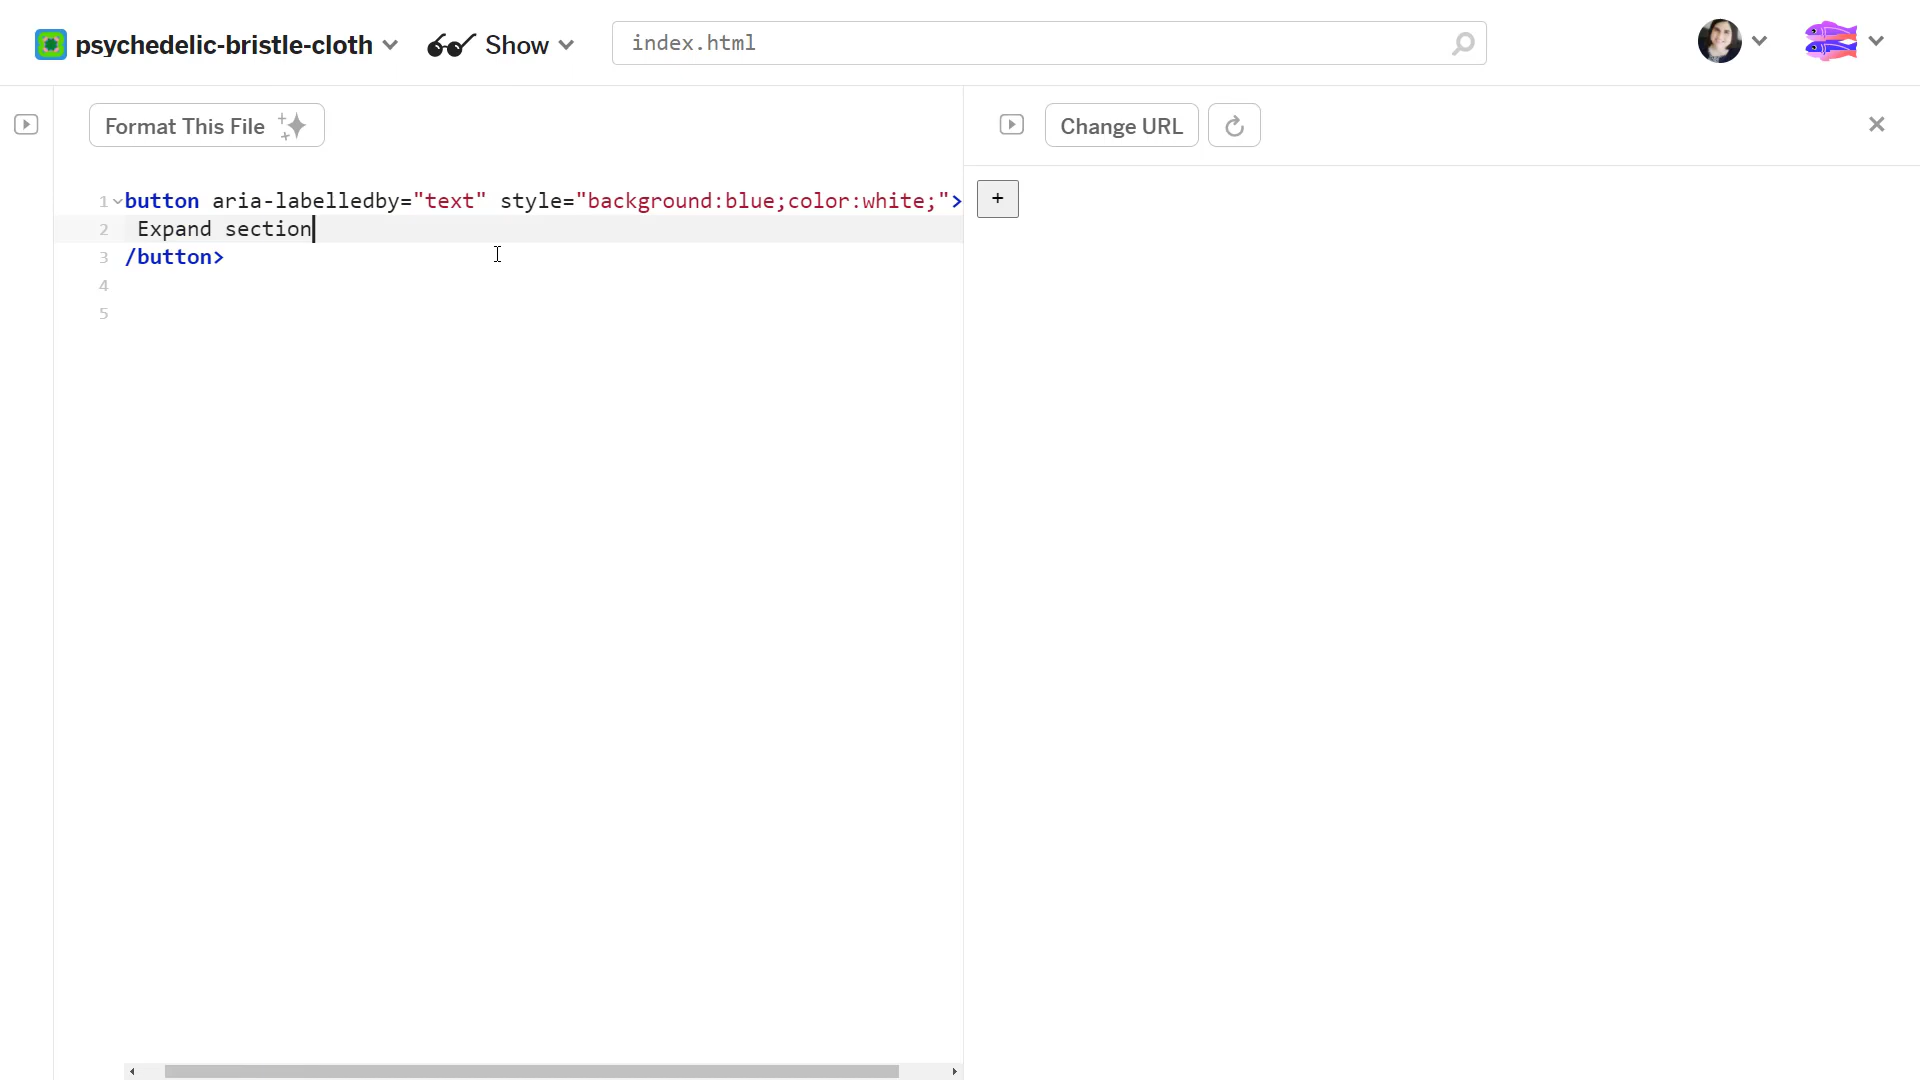 psychedelic-bristle-cloth Show index.html
Format This File Change URL
1 button aria-labelledby="text" style="background:blue;color:white;">
2 Expand section
3 /button>
4
5
+